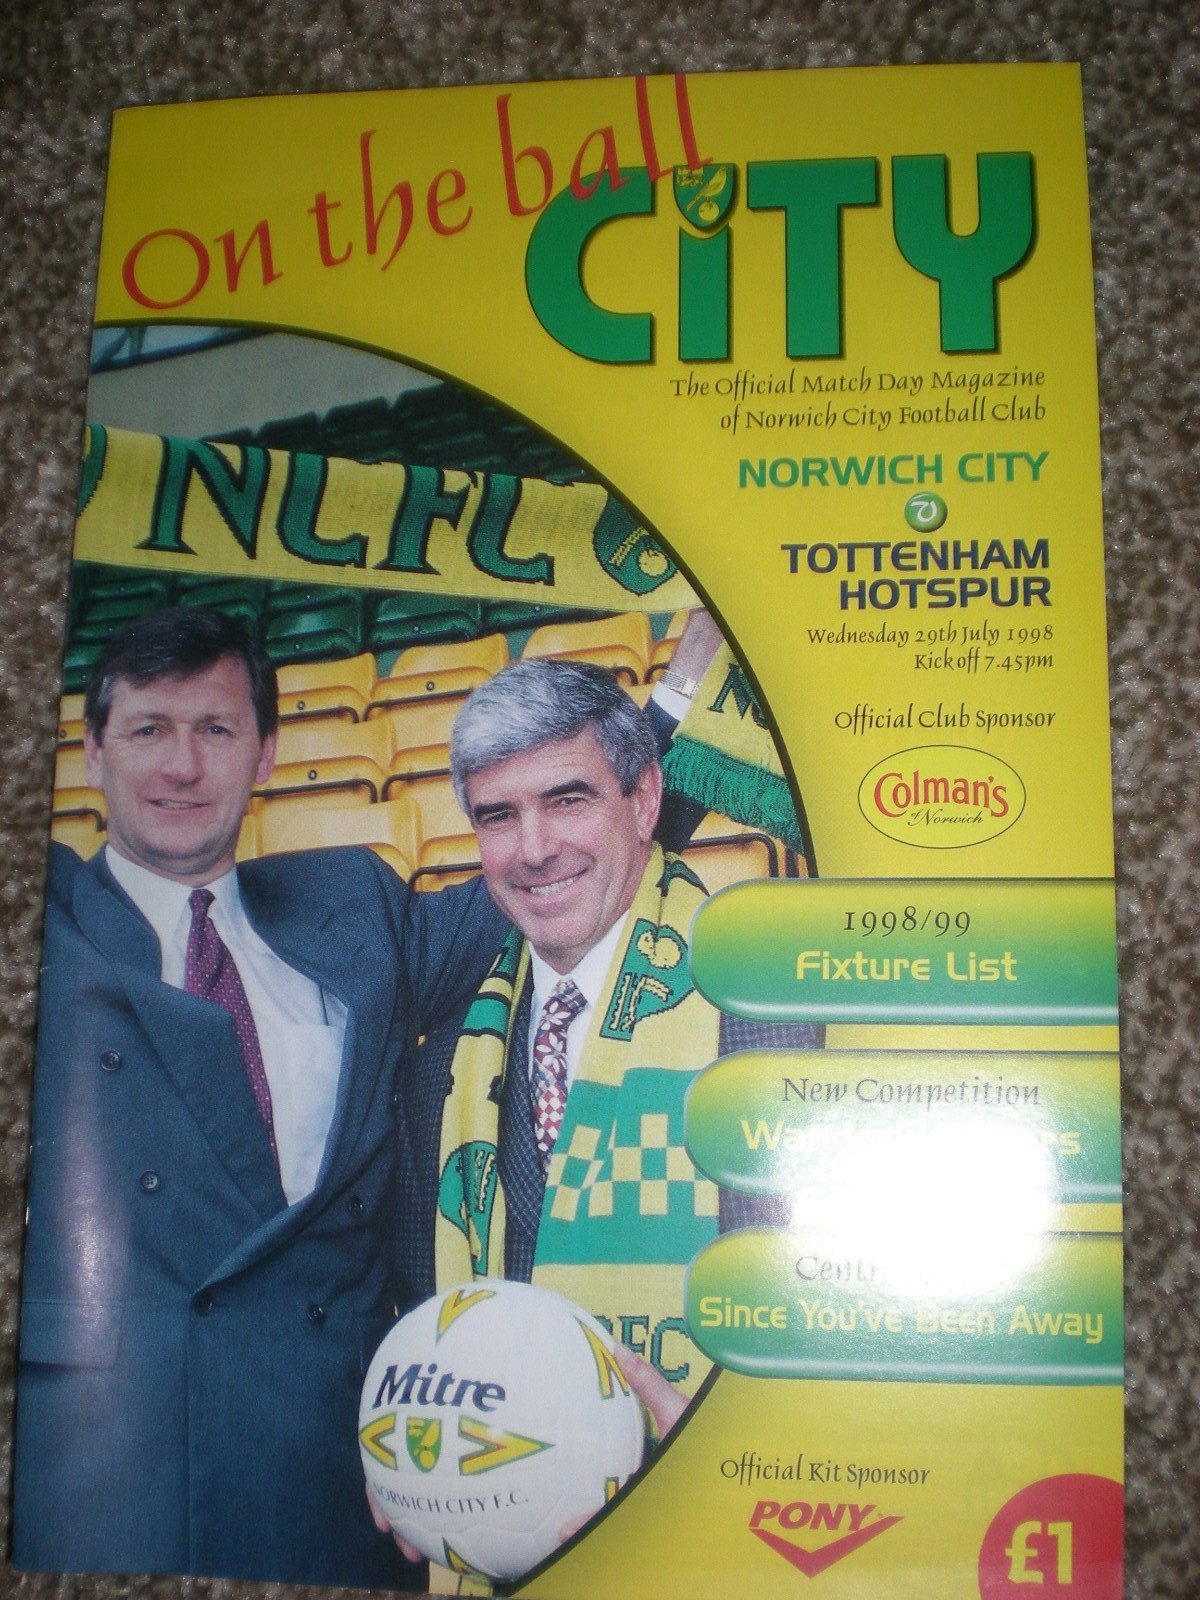 On the ball
CiTY
The Official Match Day Magazine
of Norwich City Football Club
NORWICH CITY
v
TOTTENHAM
HOTSPUR
Wednesday 29th July 1998
Kick off 7.45pm
Official Club Sponsor
Colman's
of Norwich
1998/99
Fixture List
New Competition
Since You've Been Away
Official Kit Sponsor
PONY
£1
NCFC
Mitre
NORWICH CITY F.C.